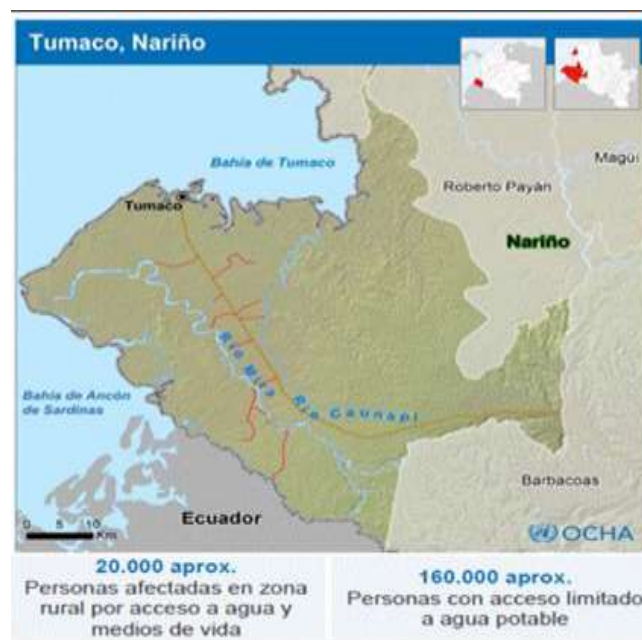 Tumaco, Nariño
Bahía de Tumaco
Magüi
Roberto Payán
Tumaco
Nariño
Río Mira
Río Caunapi
Bahía de Ancón
de Sardinas
Barbacoas
Ecuador
0 5 10
Km
OCHA
20.000 aprox.
Personas afectadas en zona
rural por acceso a agua y
medios de vida
160.000 aprox.
Personas con acceso limitado
a agua potable